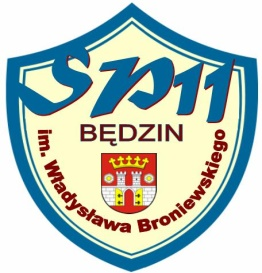 SP11
BĘDZIN
im. Władysława Broniewskiego